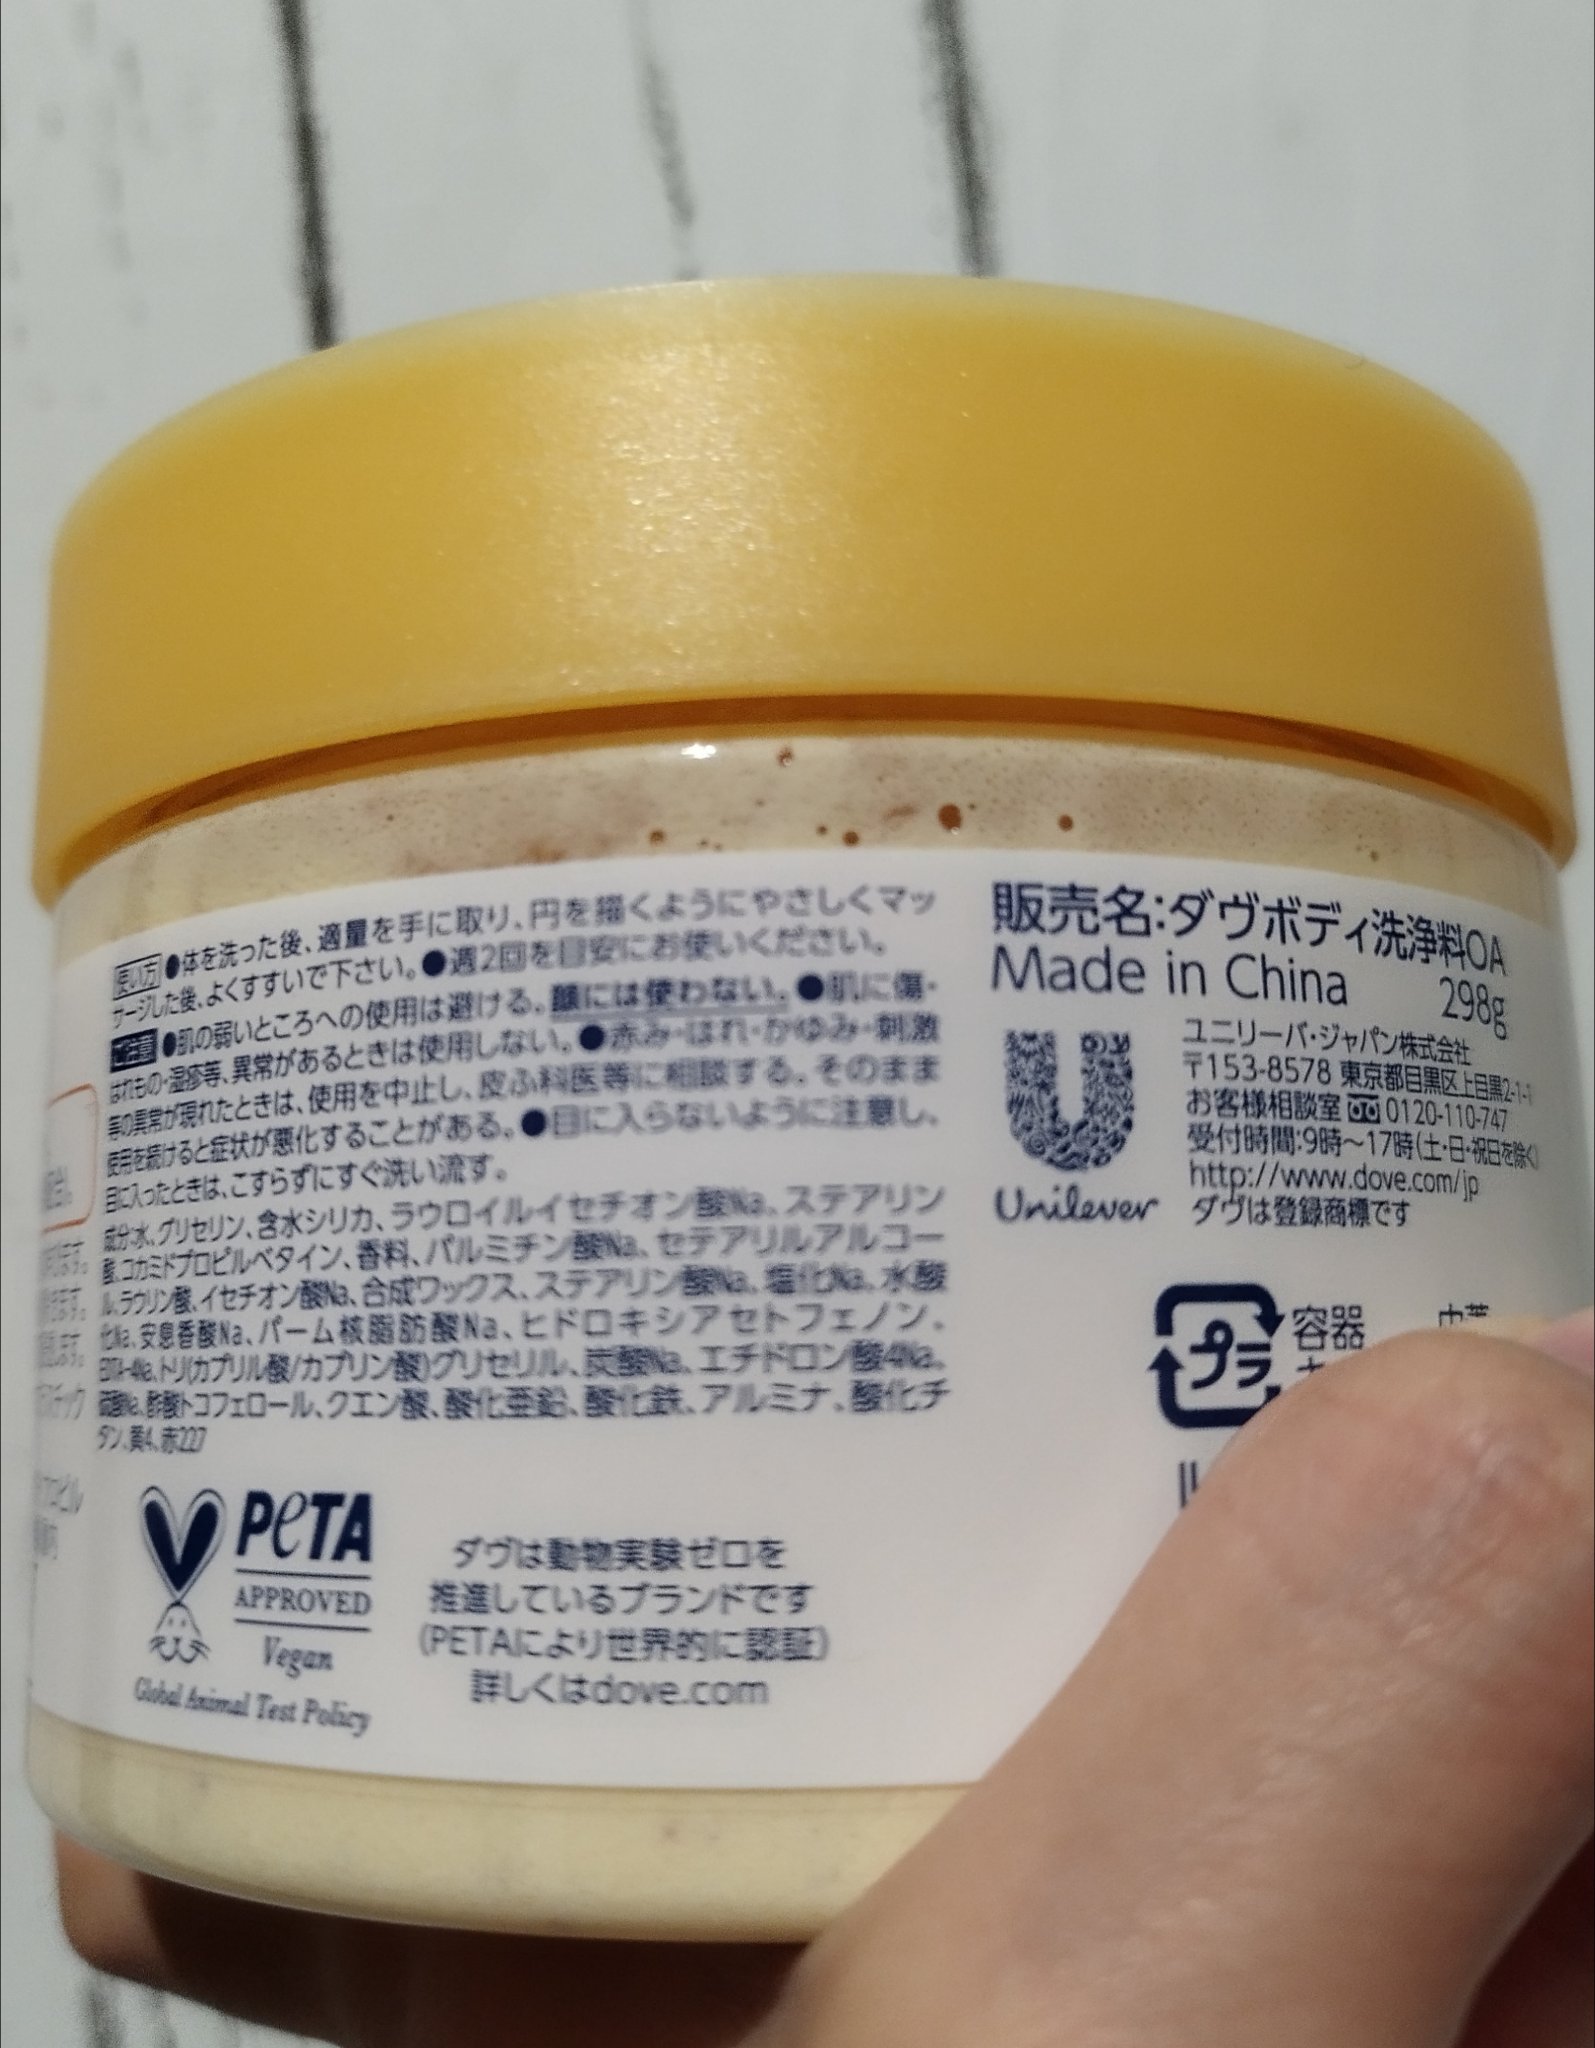 使い方 ●体を洗った後、適量を手に取り、円を描くようにやさしくマッ
サージした後、よくすすいで下さい。●週2回を目安にお使いください。
ご注意 ●肌の弱いところへの使用は避ける。顔には使わない。●肌に傷・
はれもの・湿疹等、異常があるときは使用しない。●赤み・はれ・かゆみ・刺激
等の異常が現れたときは、使用を中止し、皮ふ科医等に相談する。そのまま
使用を続けると症状が悪化することがある。●目に入らないように注意し、
目に入ったときは、こすらずにすぐ洗い流す。
成分:水、グリセリン、含水シリカ、ラウロイルイセチオン酸Na、ステアリン
酸、コカミドプロピルベタイン、香料、パルミチン酸Na、セテアリルアルコー
ル、ラウリン酸、イセチオン酸Na、合成ワックス、ステアリン酸Na、塩化Na、水酸
化Na、安息香酸Na、パーム核脂肪酸Na、ヒドロキシアセトフェノン、
EDTA-4Na、トリ(カプリル酸/カプリン酸)グリセリル、炭酸Na、エチドロン酸4Na、
硫酸Na、酢酸トコフェロール、クエン酸、酸化亜鉛、酸化鉄、アルミナ、酸化チ
タン、黄4、赤227
PETA
APPROVED
Vegan
Global Animal Test Policy
ダヴは動物実験ゼロを
推進しているブランドです
(PETAにより世界的に認証)
詳しくはdove.com
販売名:ダヴボディ洗浄料OA
Made in China
298g
Unilever
ユニリーバ・ジャパン株式会社
〒153-8578 東京都目黒区上目黒2-1-
お客様相談室 0120-110-747
受付時間:9時～17時(土・日・祝日を除く)
http://www.dove.com/jp
ダヴは登録商標です
プラ
容器